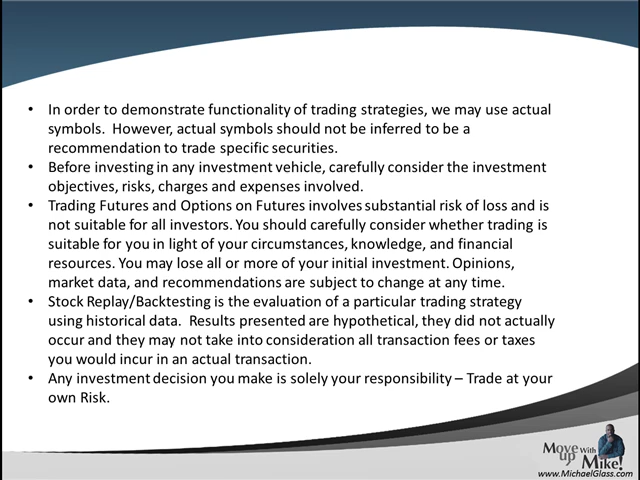 • In order to demonstrate functionality of trading strategies, we may use actual
symbols.  However, actual symbols should not be inferred to be a
recommendation to trade specific securities.
• Before investing in any investment vehicle, carefully consider the investment
objectives, risks, charges and expenses involved.
• Trading Futures and Options on Futures involves substantial risk of loss and is
not suitable for all investors. You should carefully consider whether trading is
suitable for you in light of your circumstances, knowledge, and financial
resources. You may lose all or more of your initial investment. Opinions,
market data, and recommendations are subject to change at any time.
• Stock Replay/Backtesting is the evaluation of a particular trading strategy
using historical data.  Results presented are hypothetical, they did not actually
occur and they may not take into consideration all transaction fees or taxes
you would incur in an actual transaction.
• Any investment decision you make is solely your responsibility – Trade at your
own Risk.
Move With
up Mike!
www.MichaelGlass.com